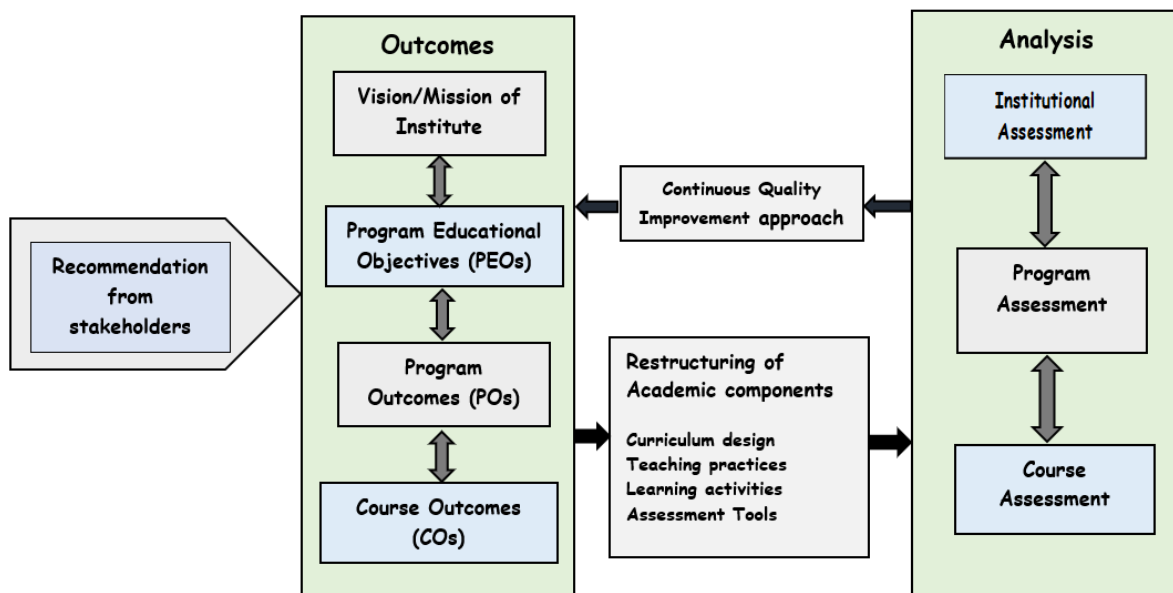 Recommendation
from
stakeholders
Outcomes
Vision/Mission of
Institute
Program Educational
Objectives (PEOs)
Program
Outcomes (POs)
Course Outcomes
(COs)
Continuous Quality
Improvement approach
Restructuring of
Academic components
Curriculum design
Teaching practices
Learning activities
Assessment Tools
Analysis
Institutional
Assessment
Program
Assessment
Course
Assessment